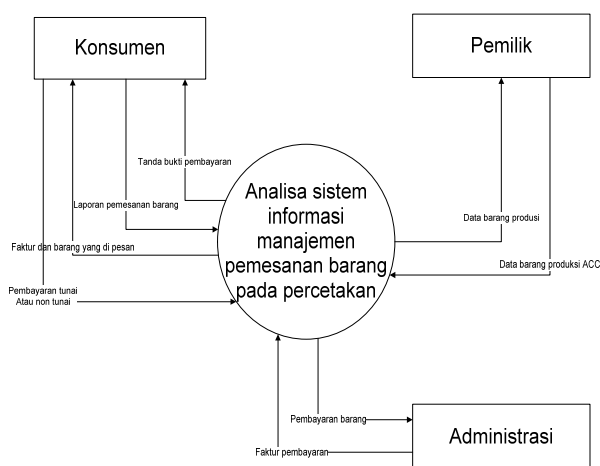 Konsumen
Pemilik
Tanda bukti pembayaran
Analisa sistem
informasi
manajemen
pemesanan barang
pada percetakan
Laporan pemesanan barang
Data barang produsi
Faktur dan barang yang di pesan
Data barang produksi ACC
Pembayaran tunai
Atau non tunai
Pembayaran barang
Faktur pembayaran
Administrasi